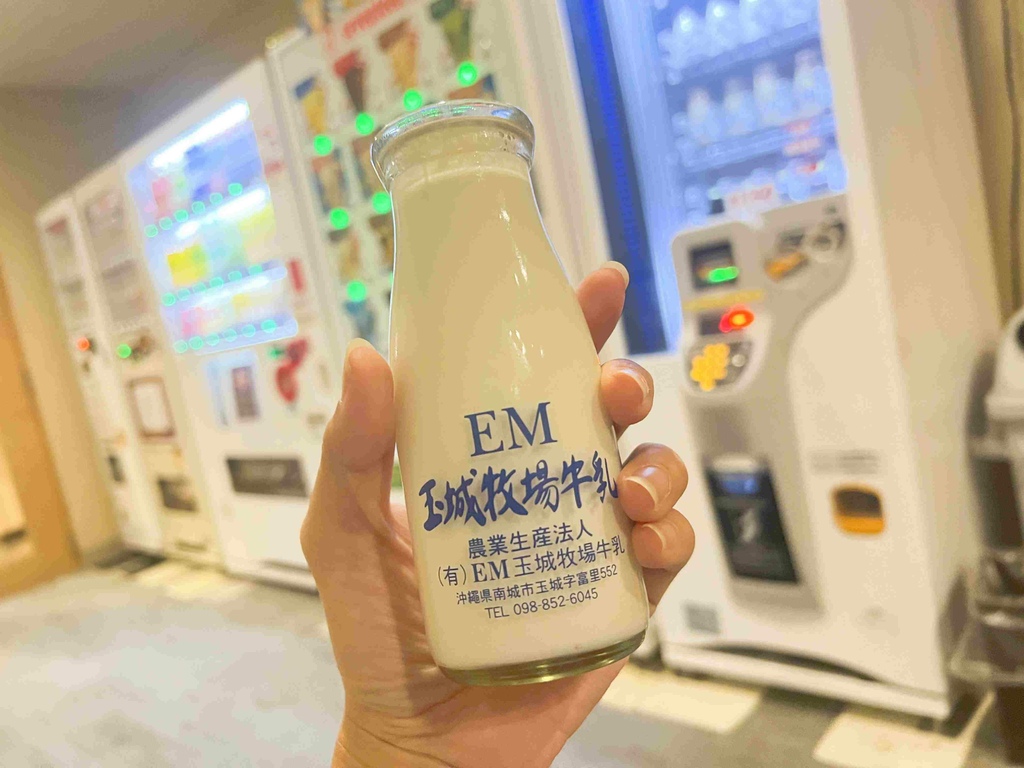 EM
玉城牧場牛乳
農業生産法人
(有) EM玉城牧場牛乳
沖縄県南城市玉城字富里552
TEL 098-852-6045